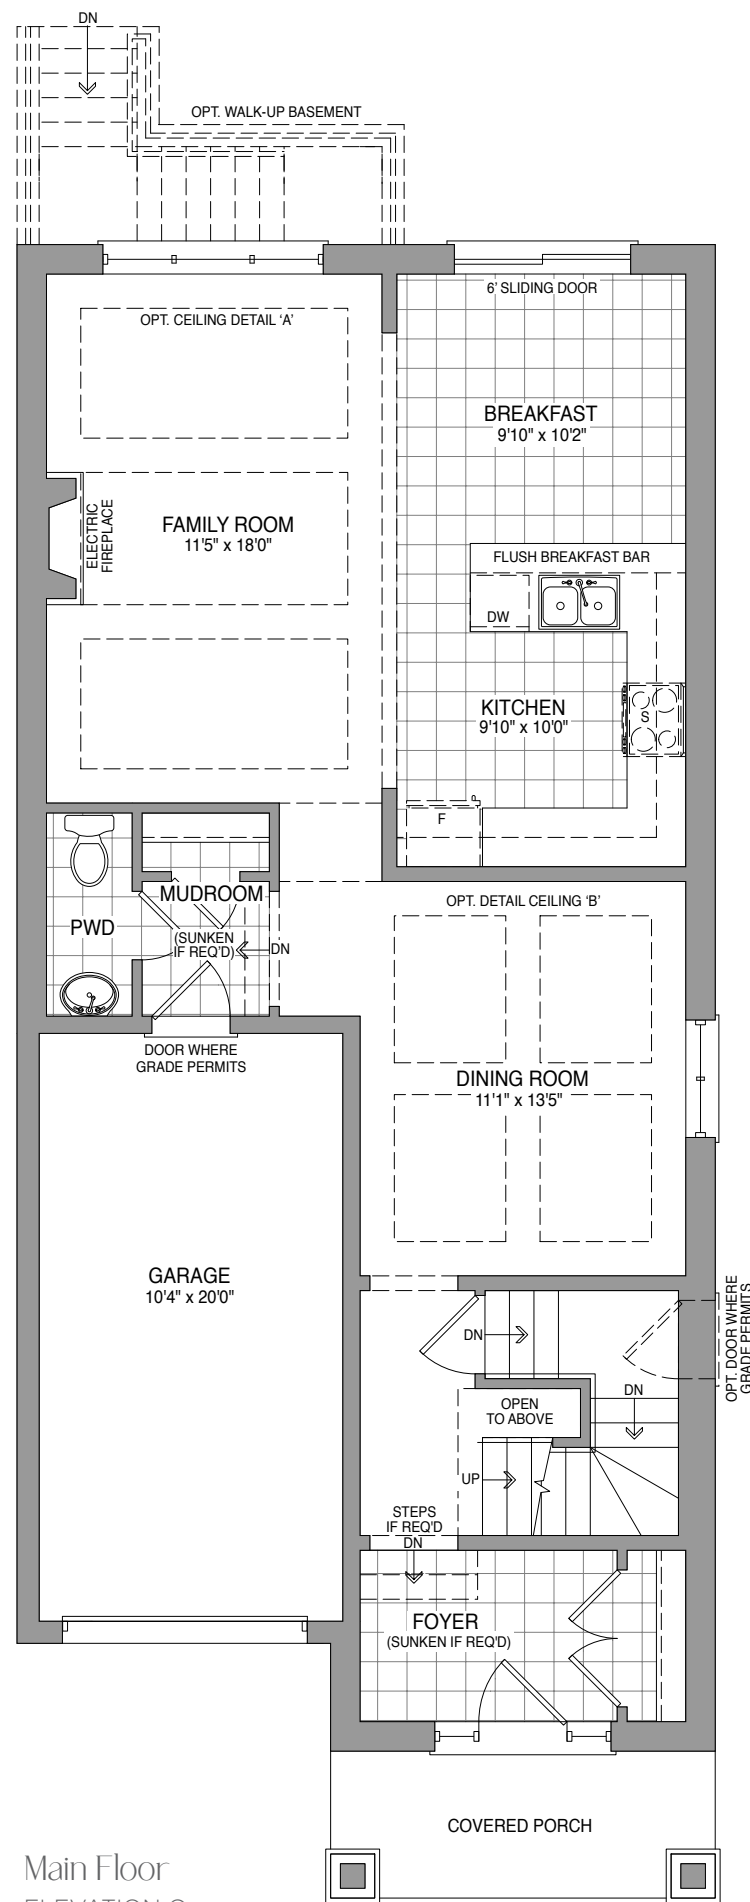 DN
OPT. WALK-UP BASEMENT
6' SLIDING DOOR
OPT. CEILING DETAIL ‘A’
BREAKFAST
9'10" x 10'2"
ELECTRIC
FIREPLACE
FAMILY ROOM
11'5" x 18'0"
FLUSH BREAKFAST BAR
DW
KITCHEN
9'10" x 10'0"
S
F
MUDROOM
(SUNKEN
IF REQ'D)
DN
PWD
OPT. DETAIL CEILING ‘B’
DOOR WHERE
GRADE PERMITS
DINING ROOM
11'1" x 13'5"
GARAGE
10'4" x 20'0"
OPT. DOOR WHERE
GRADE PERMITS
DN
DN
OPEN
TO ABOVE
UP
STEPS
IF REQ'D
DN
FOYER
(SUNKEN IF REQ'D)
COVERED PORCH
Main Floor